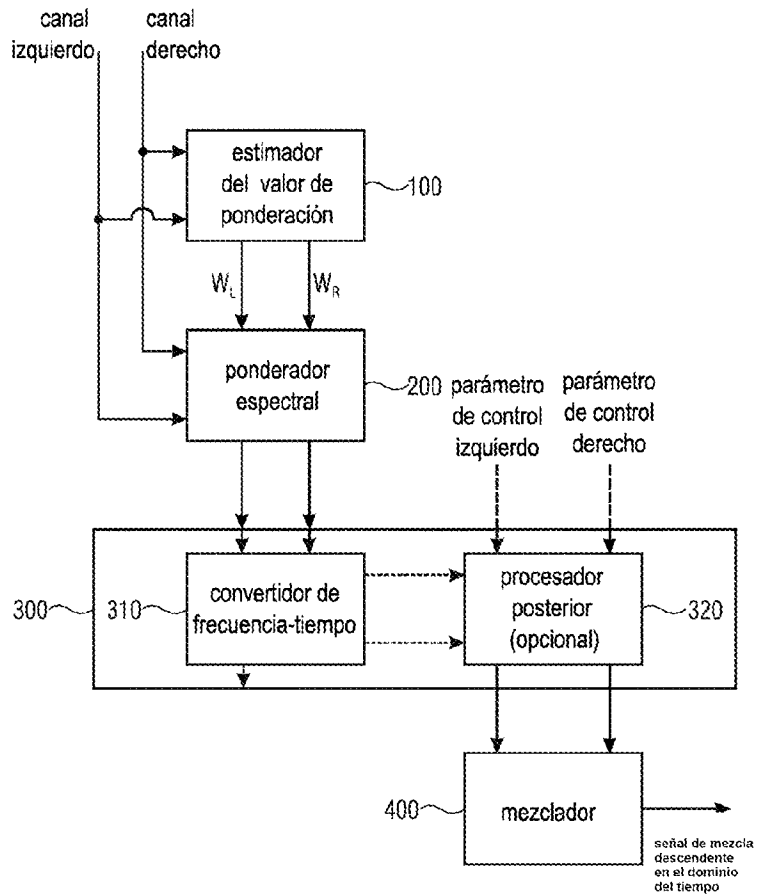 canal
izquierdo
canal
derecho
estimador
del valor de
ponderación
100
W_L
W_R
ponderador
espectral
200
parámetro
de control
izquierdo
parámetro
de control
derecho
300
310
convertidor de
frecuencia-tiempo
procesador
posterior
(opcional)
320
400
mezclador
señal de mezcla
descendente
en el dominio
del tiempo